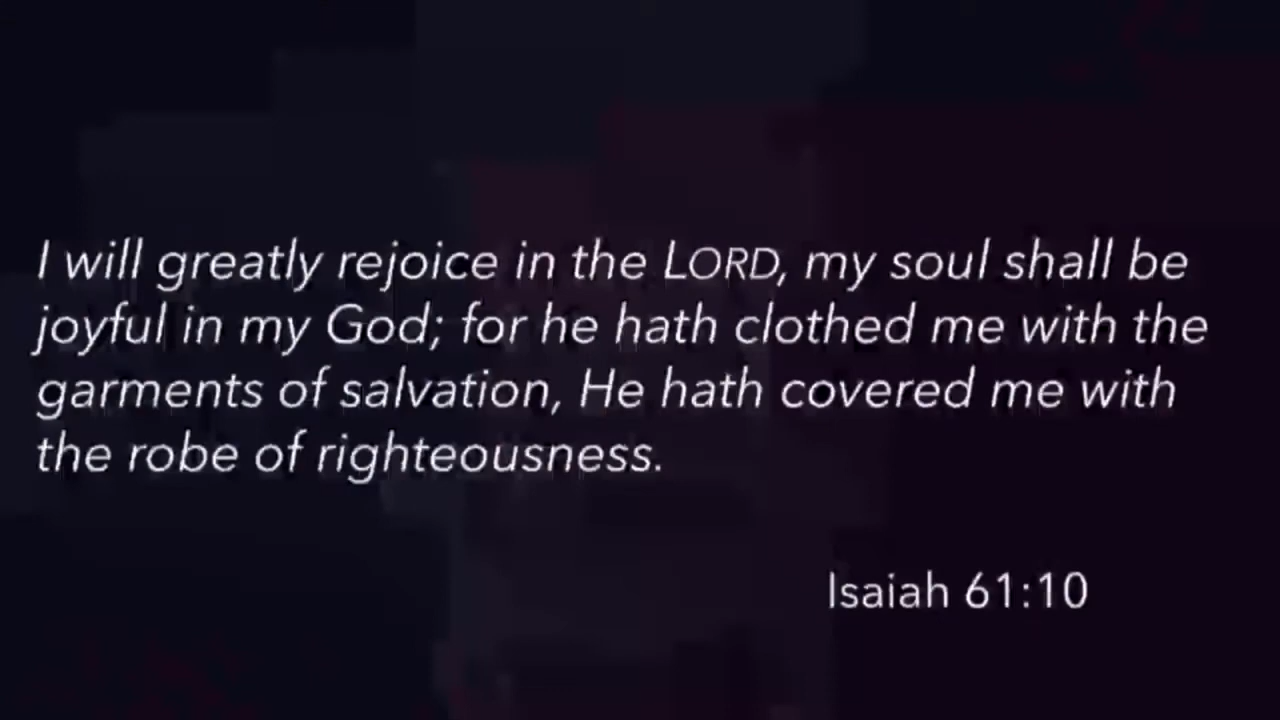 I will greatly rejoice in the LORD, my soul shall be
joyful in my God; for he hath clothed me with the
garments of salvation, He hath covered me with
the robe of righteousness.
Isaiah 61:10